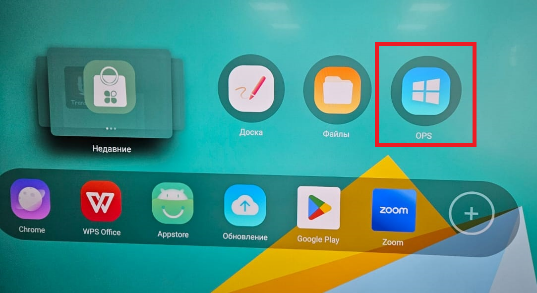 Недавние
Доска
Файлы
OPS
Chrome
WPS Office
Appstore
Обновление
Google Play
zoom
Zoom